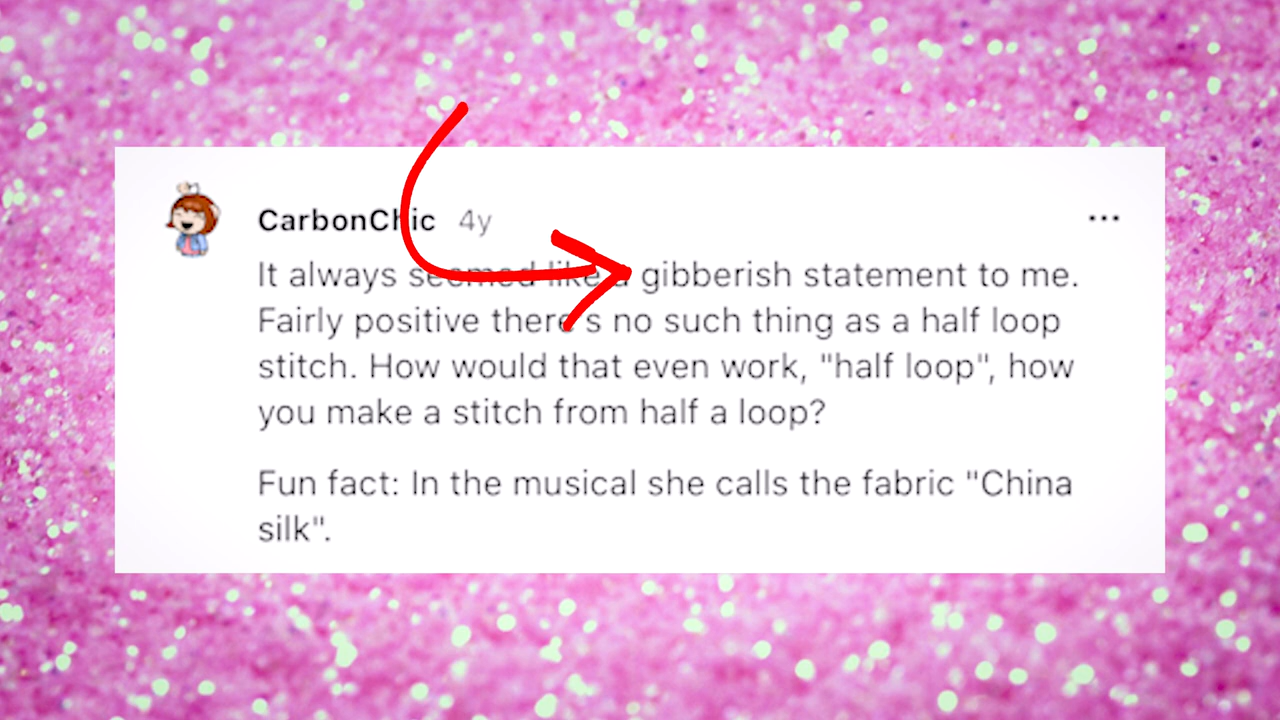 CarbonChic 4y
It always seemed like a gibberish statement to me.
Fairly positive there's no such thing as a half loop
stitch. How would that even work, "half loop", how
you make a stitch from half a loop?
Fun fact: In the musical she calls the fabric "China
silk".